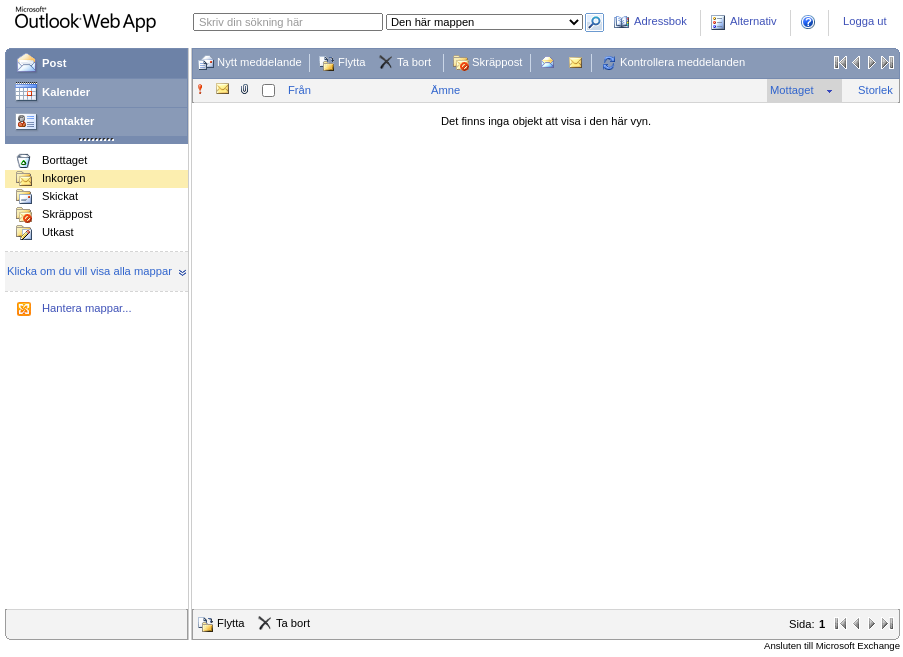 Microsoft®
Outlook Web App
Skriv din sökning här
Den här mappen
Adressbok
Alternativ
Logga ut
Post
Kalender
Kontakter
Borttaget
Inkorgen
Skickat
Skräppost
Utkast
Klicka om du vill visa alla mappar
Hantera mappar...
Nytt meddelande
Flytta
Ta bort
Skräppost
Kontrollera meddelanden
Från
Ämne
Mottaget
Storlek
Det finns inga objekt att visa i den här vyn.
Flytta
Ta bort
Sida: 1
Ansluten till Microsoft Exchange